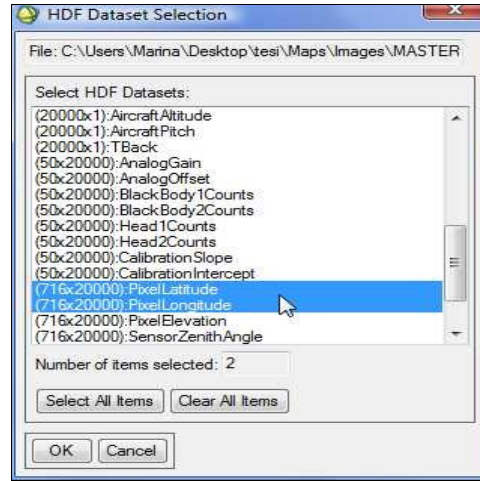 HDF Dataset Selection
File: C:\Users\Marina\Desktop\tesi\Maps\Images\MASTER
Select HDF Datasets:
(20000x1):AircraftAltitude
(20000x1):AircraftPitch
(20000x1):TBack
(50x20000):AnalogGain
(50x20000):AnalogOffset
(50x20000):BlackBody1Counts
(50x20000):BlackBody2Counts
(50x20000):Head1Counts
(50x20000):Head2Counts
(50x20000):CalibrationSlope
(50x20000):CalibrationIntercept
(716x20000):PixelLatitude
(716x20000):PixelLongitude
(716x20000):PixelElevation
(716x20000):SensorZenithAngle
Number of items selected: 2
Select All Items Clear All Items
OK Cancel